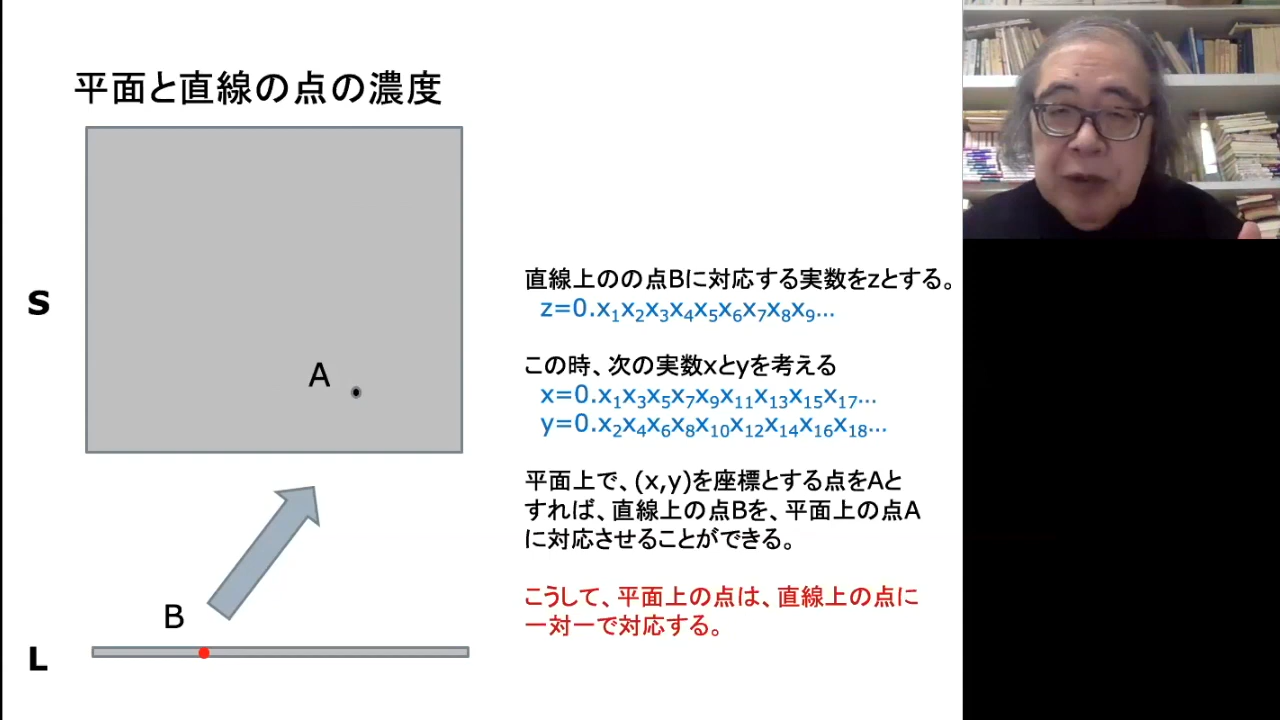 平面と直線の点の濃度
S
A
B
L
直線上のの点Bに対応する実数をzとする。
z=0.x₁x₂x₃x₄x₅x₆x₇x₈x₉...
この時、次の実数xとyを考える
x=0.x₁x₃x₅x₇x₉x₁₁x₁₃x₁₅x₁₇...
y=0.x₂x₄x₆x₈x₁₀x₁₂x₁₄x₁₆x₁₈...
平面上で、(x,y)を座標とする点をAと
すれば、直線上の点Bを、平面上の点A
に対応させることができる。
こうして、平面上の点は、直線上の点に
一対一で対応する。